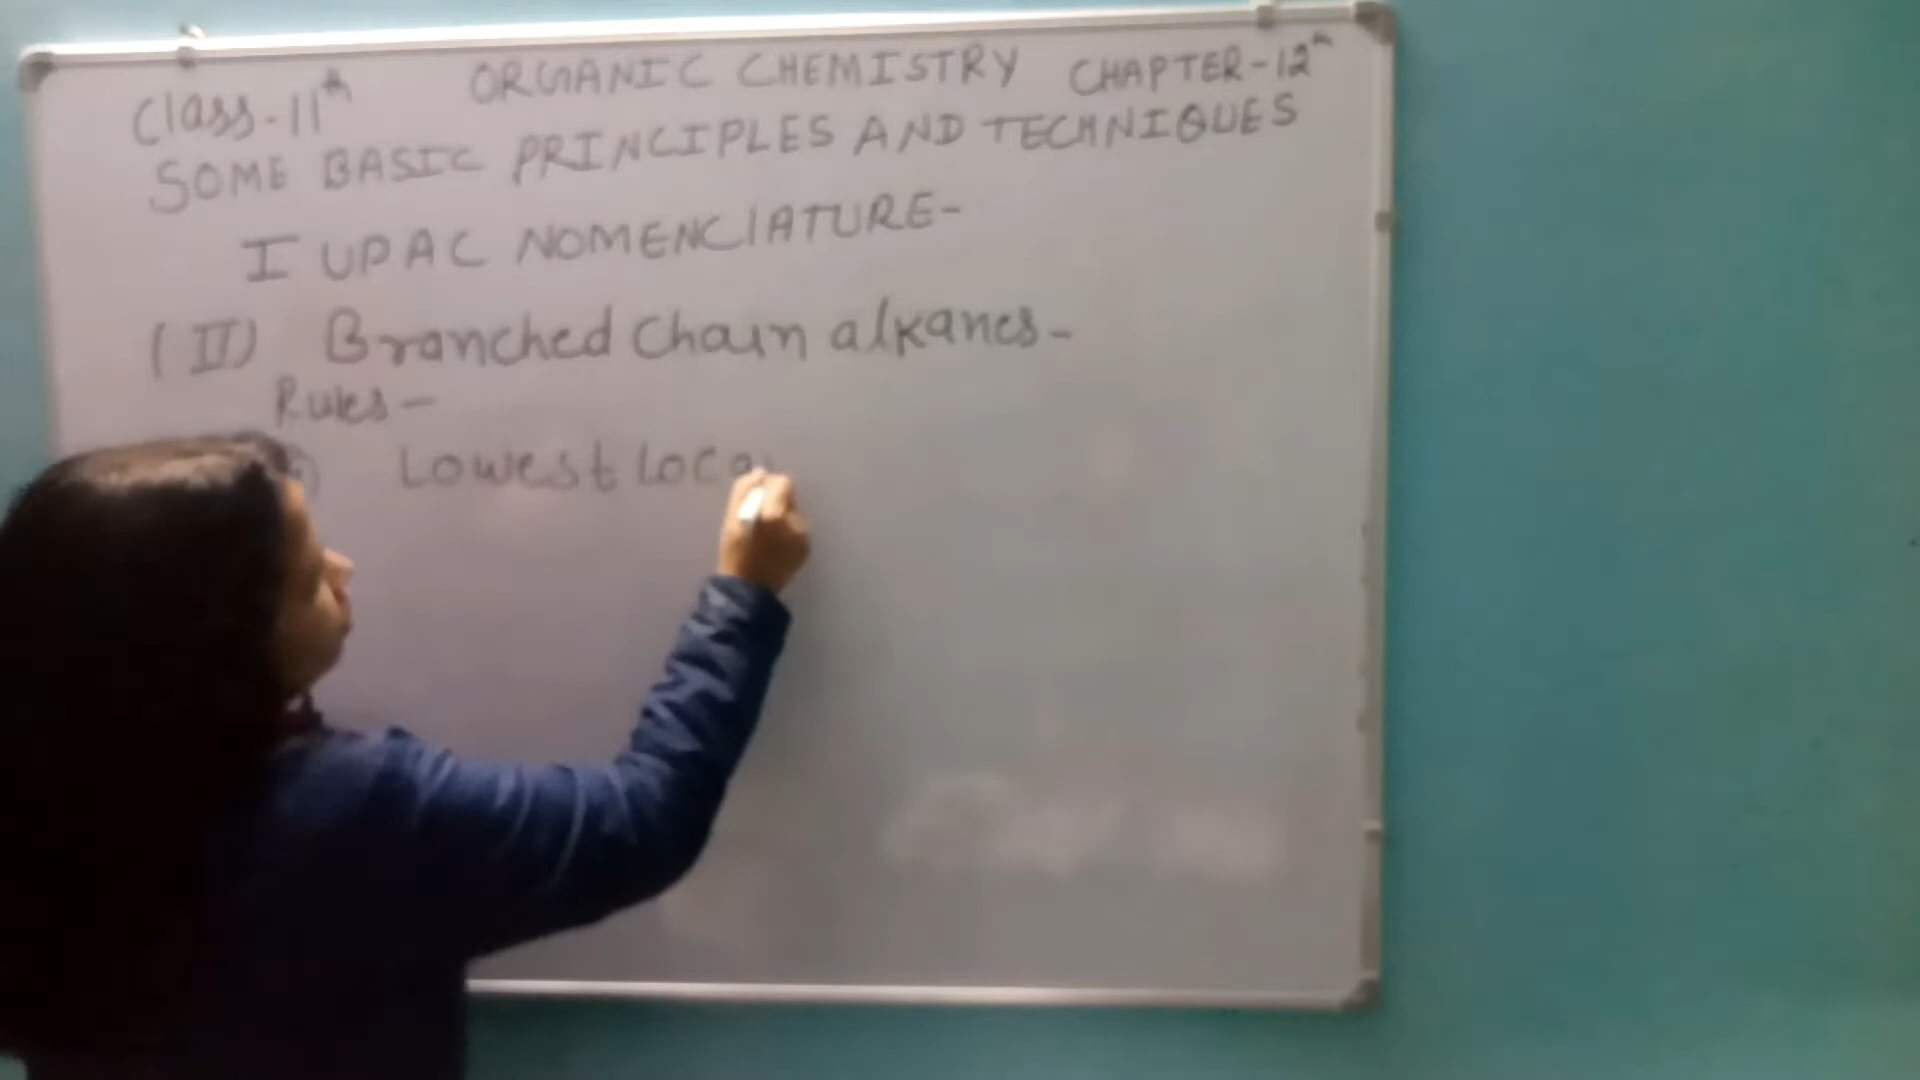 Class-11th ORGANIC CHEMISTRY CHAPTER-12th
SOME BASIC PRINCIPLES AND TECHNIQUES
IUPAC NOMENClATURE-
(II) Branched Chain alkanes-
Rules-
Lowest Loca